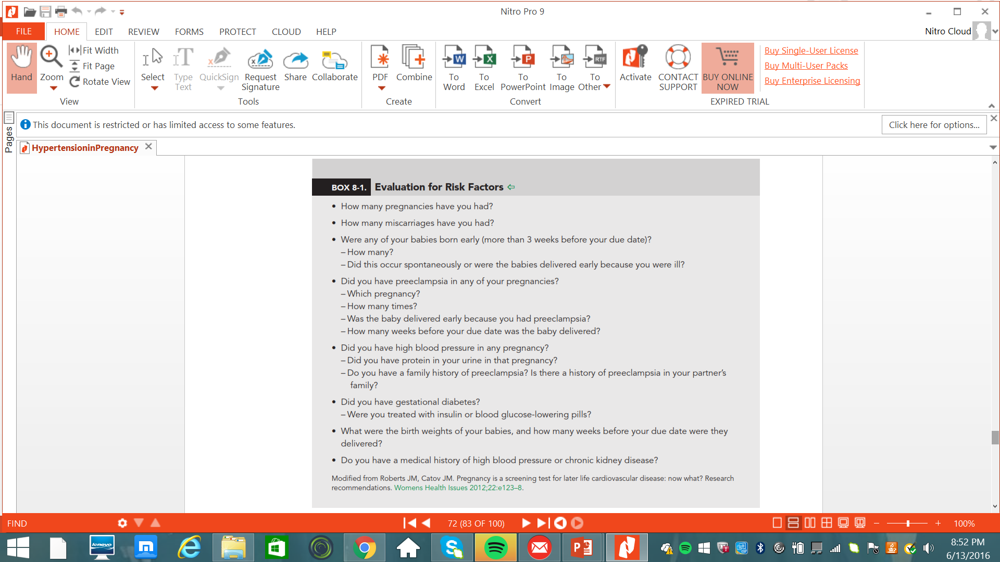 Nitro Pro 9
FILE HOME EDIT REVIEW FORMS PROTECT CLOUD HELP
Nitro Cloud
Hand
Zoom
Fit Width
Fit Page
Rotate View
View
Select
Type Text
QuickSign
Request Signature
Share
Collaborate
Tools
PDF
Combine
Create
To Word
To Excel
To PowerPoint
To Image
To Other
Convert
Activate
CONTACT SUPPORT
BUY ONLINE NOW
Buy Single-User License
Buy Multi-User Packs
Buy Enterprise Licensing
EXPIRED TRIAL
Pages
This document is restricted or has limited access to some features.
Click here for options...
HypertensioninPregnancy
BOX 8-1. Evaluation for Risk Factors ⇦
• How many pregnancies have you had?
• How many miscarriages have you had?
• Were any of your babies born early (more than 3 weeks before your due date)?
– How many?
– Did this occur spontaneously or were the babies delivered early because you were ill?
• Did you have preeclampsia in any of your pregnancies?
– Which pregnancy?
– How many times?
– Was the baby delivered early because you had preeclampsia?
– How many weeks before your due date was the baby delivered?
• Did you have high blood pressure in any pregnancy?
– Did you have protein in your urine in that pregnancy?
– Do you have a family history of preeclampsia? Is there a history of preeclampsia in your partner's
family?
• Did you have gestational diabetes?
– Were you treated with insulin or blood glucose-lowering pills?
• What were the birth weights of your babies, and how many weeks before your due date were they
delivered?
• Do you have a medical history of high blood pressure or chronic kidney disease?
Modified from Roberts JM, Catov JM. Pregnancy is a screening test for later life cardiovascular disease: now what? Research
recommendations. Womens Health Issues 2012;22:e123–8.
FIND
72 (83 OF 100)
100%
lenovo
8:52 PM
6/13/2016